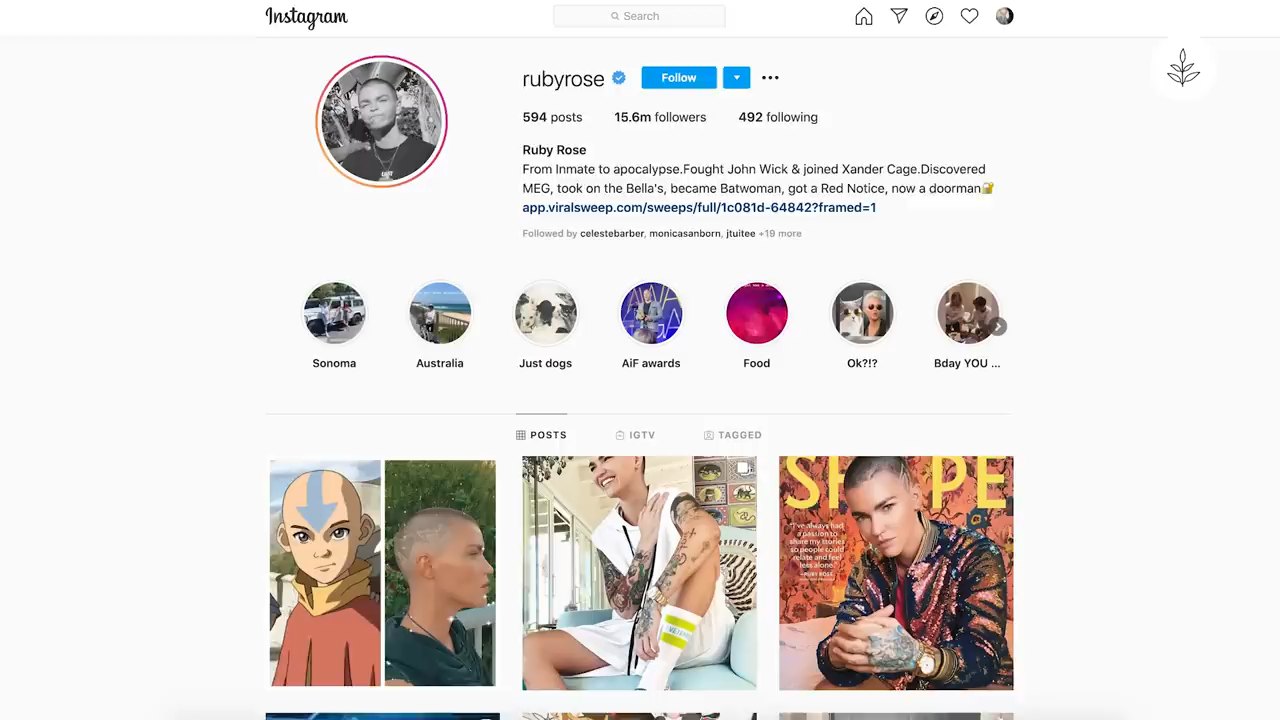 Instagram
Search
rubyrose
Follow
594 posts 15.6m followers 492 following
Ruby Rose
From Inmate to apocalypse.Fought John Wick & joined Xander Cage.Discovered
MEG, took on the Bella's, became Batwoman, got a Red Notice, now a doorman🔐
app.viralsweep.com/sweeps/full/1c081d-64842?framed=1
Followed by celestebarber, monicasanborn, jtuitee +19 more
Sonoma Australia Just dogs AiF awards Food Ok?!? Bday YOU ...
POSTS IGTV TAGGED
SHAPE
"I've always had
a passion to
share my stories
so people could
relate and feel
less alone."
–RUBY ROSE